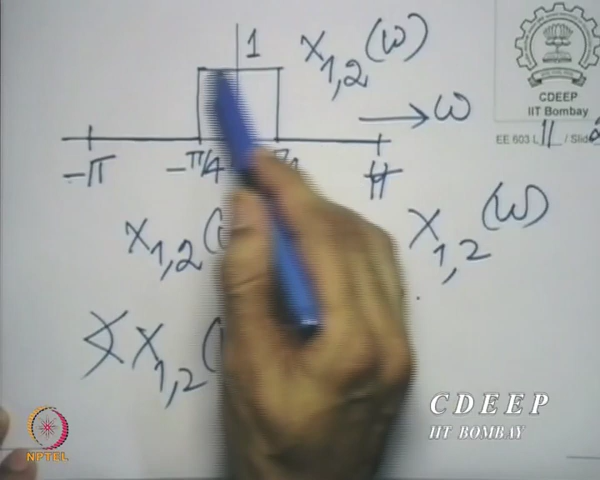 1 X₁,₂(ω)
CDEEP
IIT Bombay
→ ω
EE 603 L 11 / Slide 2
-π -π/4 π
X₁,₂( X₁,₂(ω)
∢X₁,₂(
CDEEP
IIT BOMBAY
NPTEL